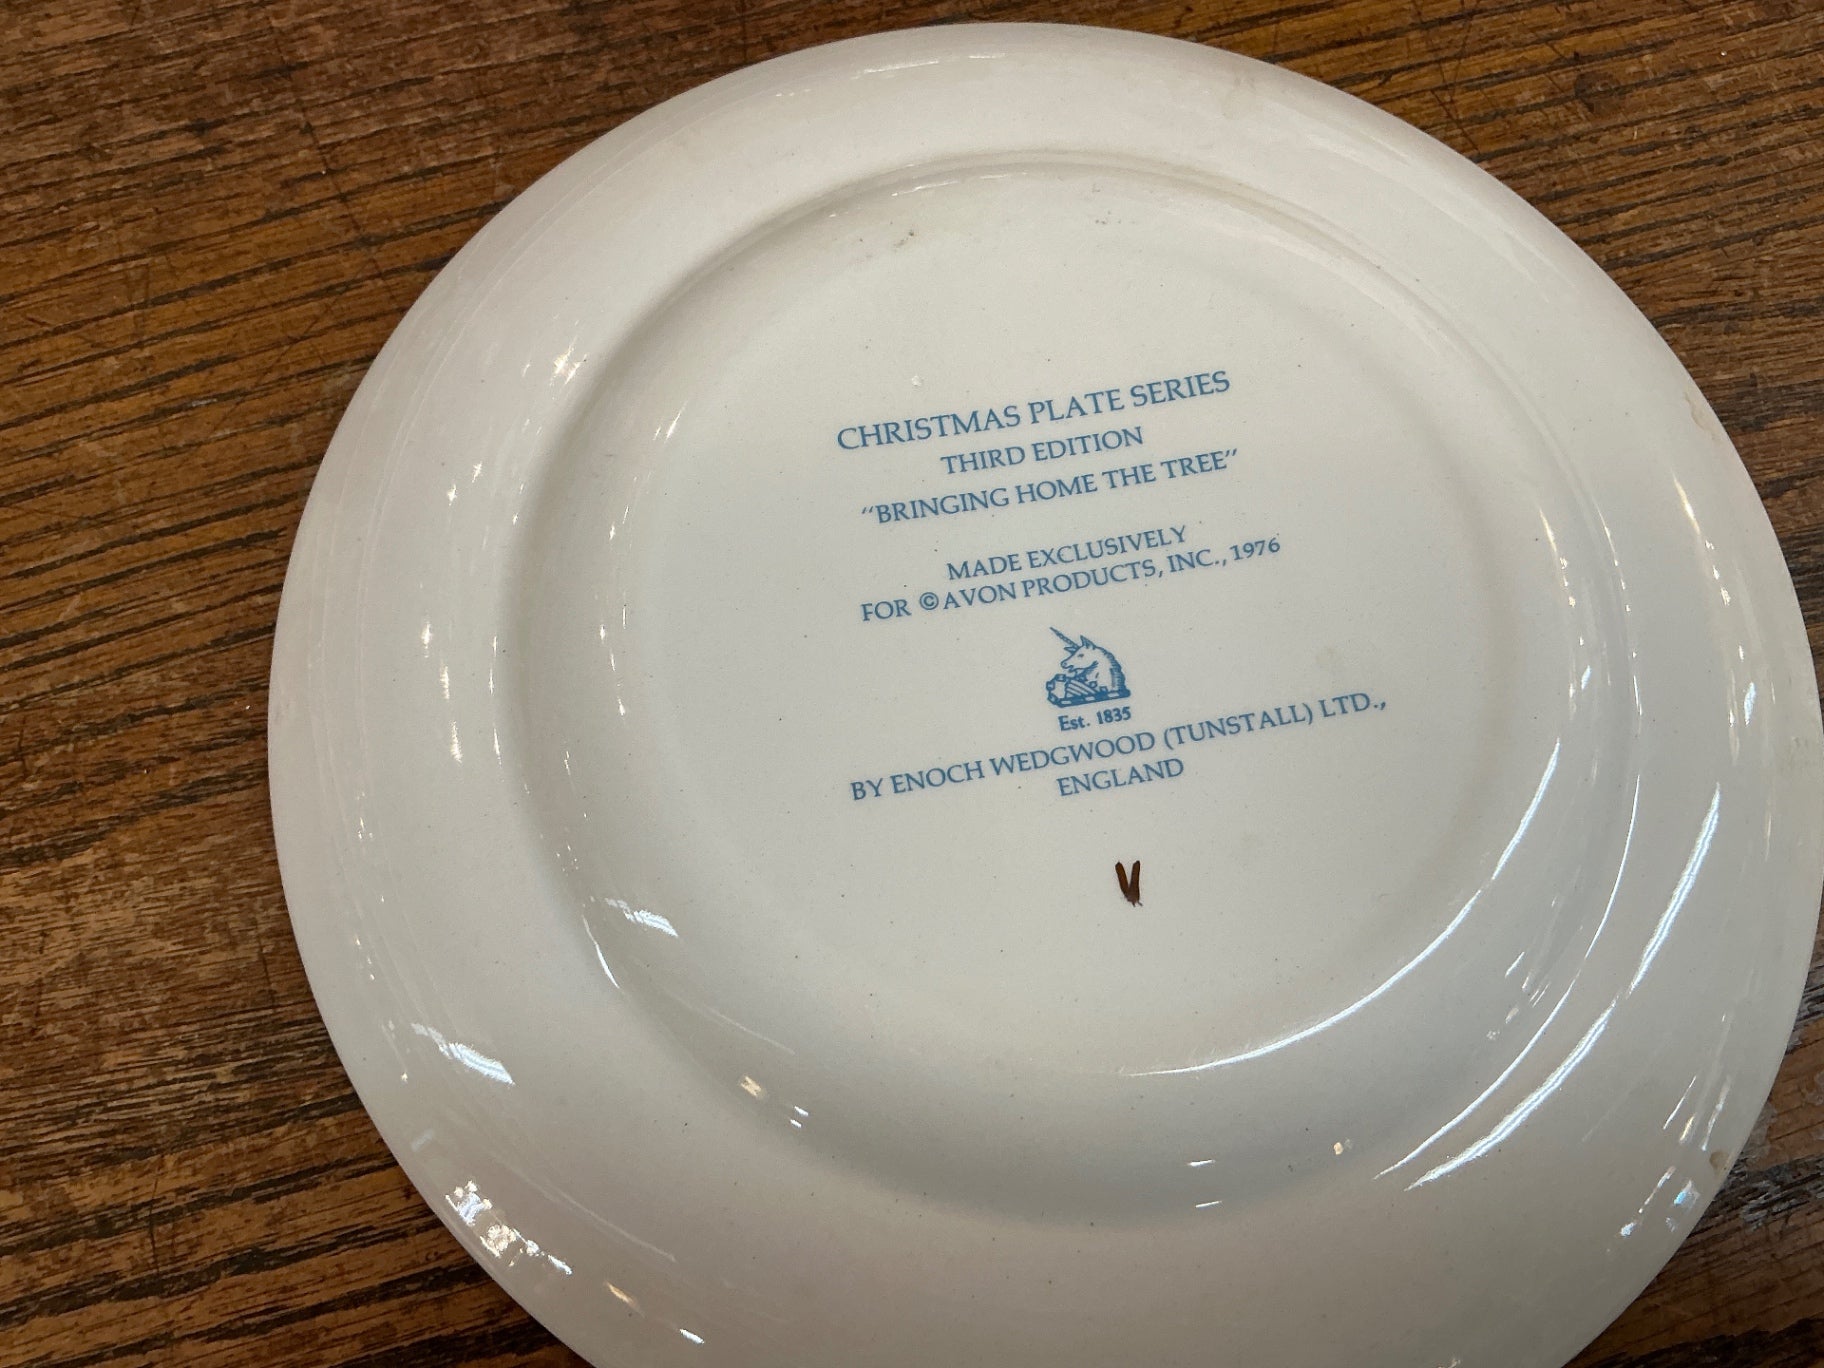 CHRISTMAS PLATE SERIES
THIRD EDITION
“BRINGING HOME THE TREE”
MADE EXCLUSIVELY
FOR ©AVON PRODUCTS, INC., 1976
Est. 1835
BY ENOCH WEDGWOOD (TUNSTALL) LTD.,
ENGLAND